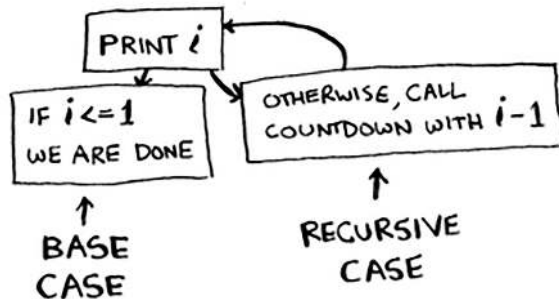 PRINT i
IF i<=1
WE ARE DONE
OTHERWISE, CALL
COUNTDOWN WITH i-1
BASE
CASE
RECURSIVE
CASE